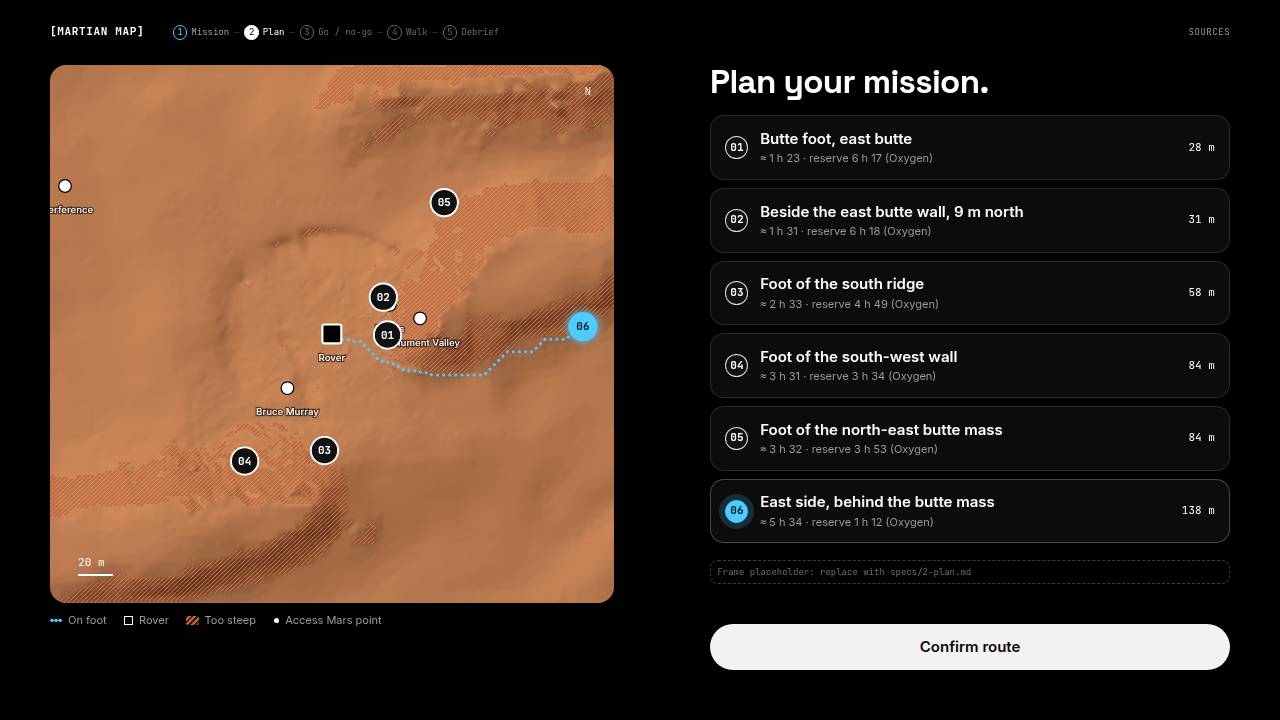 [MARTIAN MAP]
1 Mission — 2 Plan — 3 Go / no-go — 4 Walk — 5 Debrief
SOURCES
N
erference
05
02
01
ument Valley
06
Rover
Bruce Murray
03
04
20 m
On foot
Rover
Too steep
Access Mars point
Plan your mission.
01 Butte foot, east butte 28 m
≈ 1 h 23 · reserve 6 h 17 (Oxygen)
02 Beside the east butte wall, 9 m north 31 m
≈ 1 h 31 · reserve 6 h 18 (Oxygen)
03 Foot of the south ridge 58 m
≈ 2 h 33 · reserve 4 h 49 (Oxygen)
04 Foot of the south-west wall 84 m
≈ 3 h 31 · reserve 3 h 34 (Oxygen)
05 Foot of the north-east butte mass 84 m
≈ 3 h 32 · reserve 3 h 53 (Oxygen)
06 East side, behind the butte mass 138 m
≈ 5 h 34 · reserve 1 h 12 (Oxygen)
Frame placeholder: replace with specs/2-plan.md
Confirm route